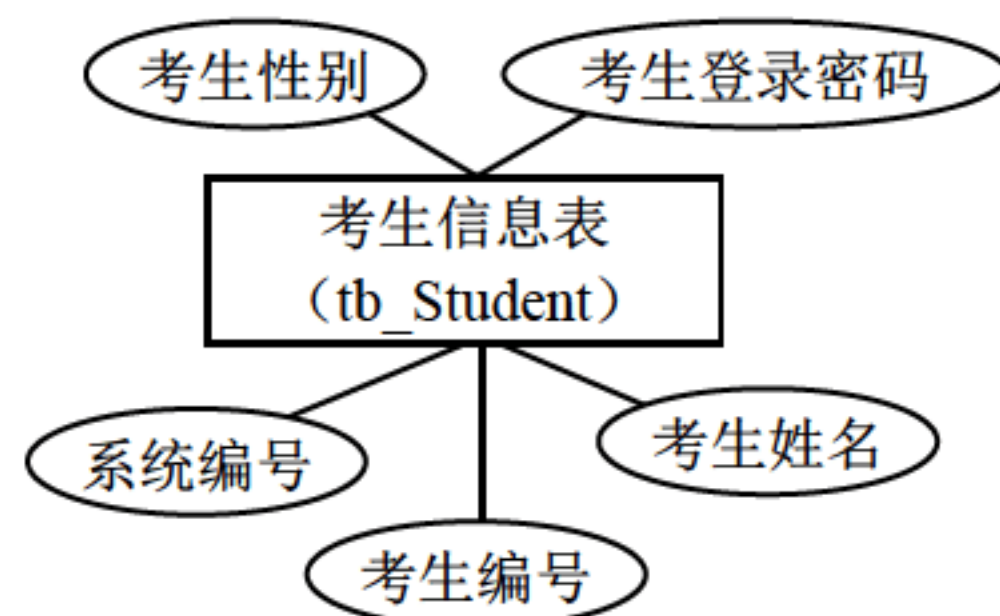 考生性别
考生登录密码
考生信息表
（tb_Student）
系统编号
考生姓名
考生编号